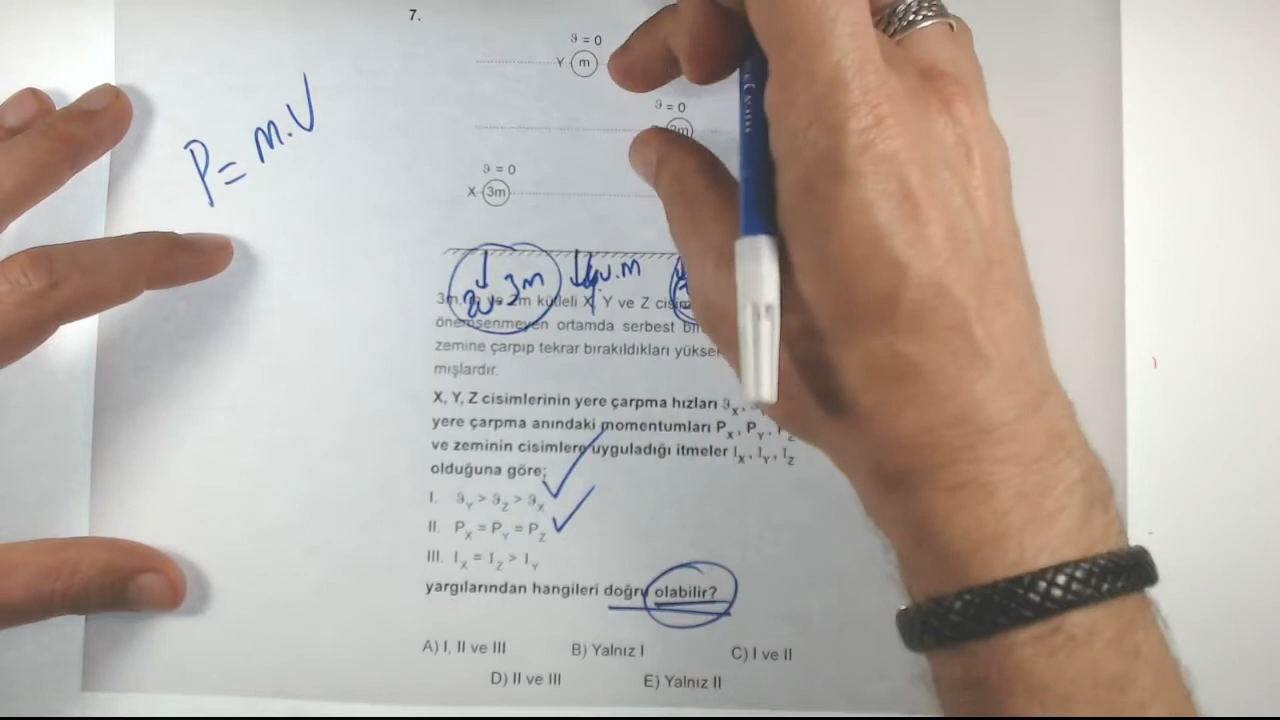 7.
ϑ = 0
Y m
ϑ = 0
P = m.V
ϑ = 0
X 3m
2V 3m 4V.m
3m, ve 2m kütleli X, Y ve Z
önemsenmeyen ortamda serbest
zemine çarpıp tekrar bırakıldıkları
mışlardır.
X, Y, Z cisimlerinin yere çarpma hızları ϑX,
yere çarpma anındaki momentumları PX, PY,
ve zeminin cisimlere uyguladığı itmeler IX, IY, IZ
olduğuna göre;
I. ϑY > ϑZ > ϑX
II. PX = PY = PZ
III. IX = IZ > IY
yargılarından hangileri doğru olabilir?
A) I, II ve III B) Yalnız I C) I ve II
D) II ve III E) Yalnız II